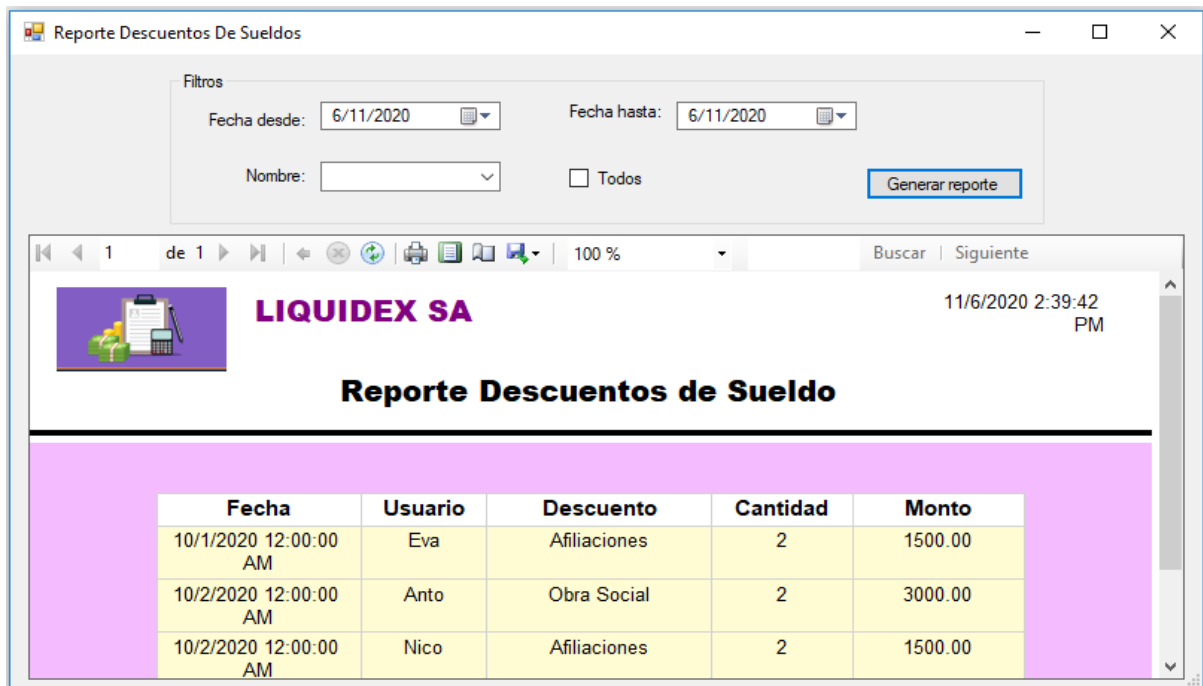 Reporte Descuentos De Sueldos
Filtros
Fecha desde: 6/11/2020 Fecha hasta: 6/11/2020
Nombre: Todos Generar reporte
1 de 1 100 % Buscar | Siguiente
LIQUIDEX SA 11/6/2020 2:39:42
PM
Reporte Descuentos de Sueldo
Fecha Usuario Descuento Cantidad Monto
10/1/2020 12:00:00 Eva Afiliaciones 2 1500.00
AM
10/2/2020 12:00:00 Anto Obra Social 2 3000.00
AM
10/2/2020 12:00:00 Nico Afiliaciones 2 1500.00
AM